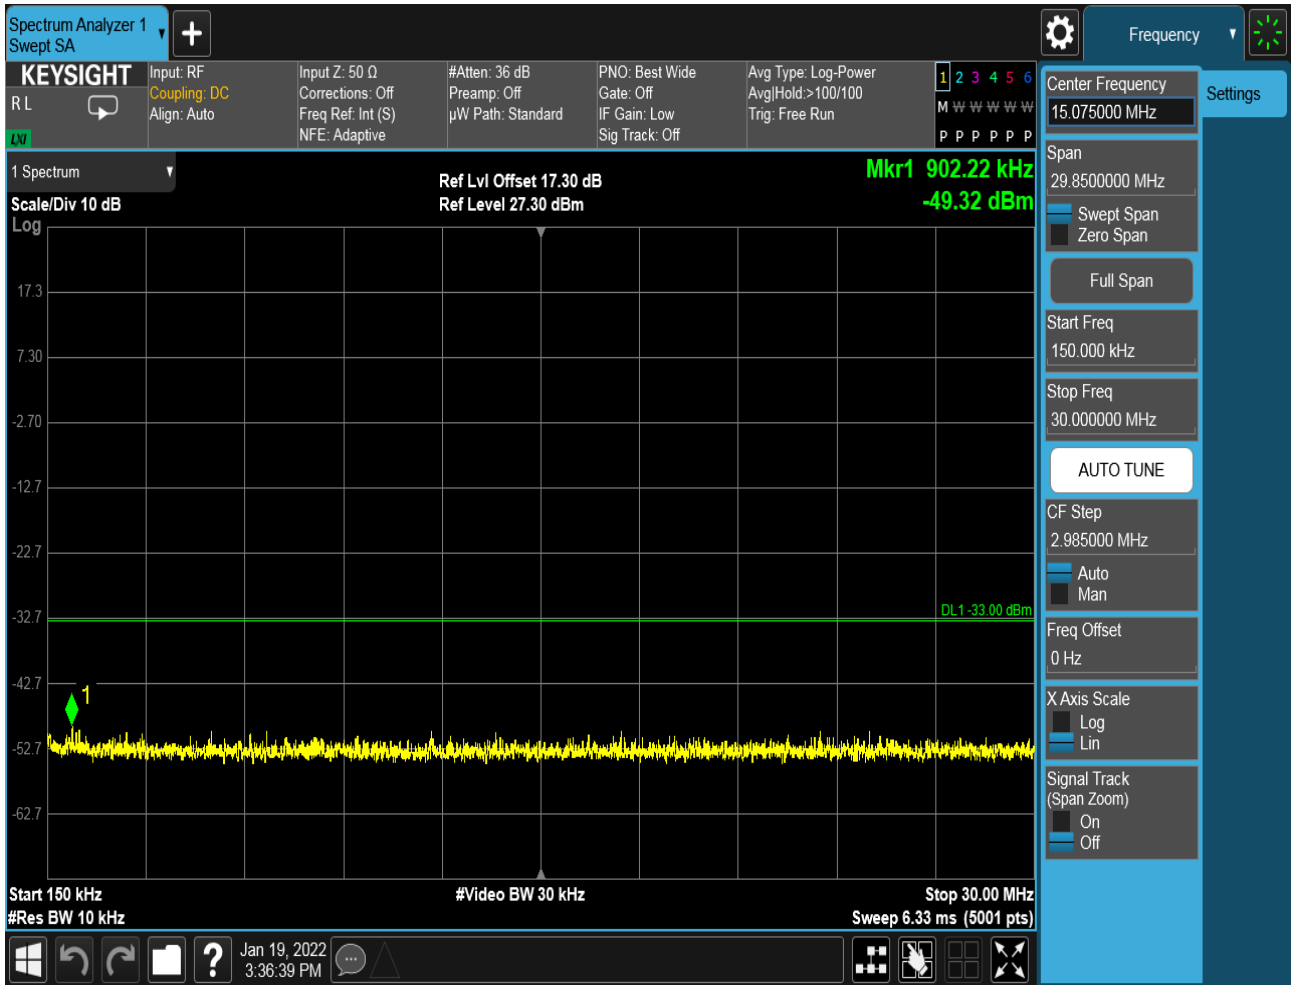 Spectrum Analyzer 1
Swept SA
Frequency
KEYSIGHT
R L
LXI
Input: RF
Coupling: DC
Align: Auto
Input Z: 50 Ω
Corrections: Off
Freq Ref: Int (S)
NFE: Adaptive
#Atten: 36 dB
Preamp: Off
µW Path: Standard
PNO: Best Wide
Gate: Off
IF Gain: Low
Sig Track: Off
Avg Type: Log-Power
Avg|Hold:>100/100
Trig: Free Run
1 2 3 4 5 6
M W W W W W
P P P P P P
1 Spectrum
Scale/Div 10 dB
Log
Ref Lvl Offset 17.30 dB
Ref Level 27.30 dBm
Mkr1 902.22 kHz
-49.32 dBm
17.3
7.30
-2.70
-12.7
-22.7
-32.7
-42.7
-52.7
-62.7
DL1 -33.00 dBm
1
Start 150 kHz
#Res BW 10 kHz
#Video BW 30 kHz
Stop 30.00 MHz
Sweep 6.33 ms (5001 pts)
Center Frequency
15.075000 MHz
Settings
Span
29.8500000 MHz
Swept Span
Zero Span
Full Span
Start Freq
150.000 kHz
Stop Freq
30.000000 MHz
AUTO TUNE
CF Step
2.985000 MHz
Auto
Man
Freq Offset
0 Hz
X Axis Scale
Log
Lin
Signal Track
(Span Zoom)
On
Off
?
Jan 19, 2022
3:36:39 PM